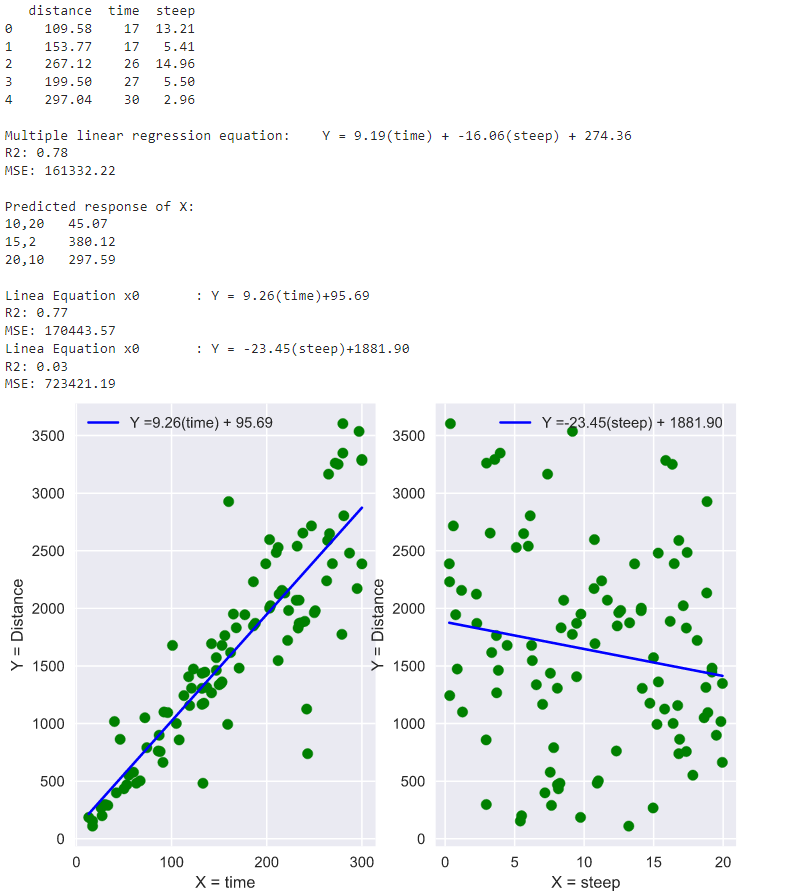 distance time steep
0 109.58 17 13.21
1 153.77 17 5.41
2 267.12 26 14.96
3 199.50 27 5.50
4 297.04 30 2.96
Multiple linear regression equation: Y = 9.19(time) + -16.06(steep) + 274.36
R2: 0.78
MSE: 161332.22
Predicted response of X:
10,20 45.07
15,2 380.12
20,10 297.59
Linea Equation x0 : Y = 9.26(time)+95.69
R2: 0.77
MSE: 170443.57
Linea Equation x0 : Y = -23.45(steep)+1881.90
R2: 0.03
MSE: 723421.19
Y =9.26(time) + 95.69
3500
3000
2500
2000
1500
1000
500
0
Y = Distance
0 100 200 300
X = time
Y =-23.45(steep) + 1881.90
3500
3000
2500
2000
1500
1000
500
0
Y = Distance
0 5 10 15 20
X = steep